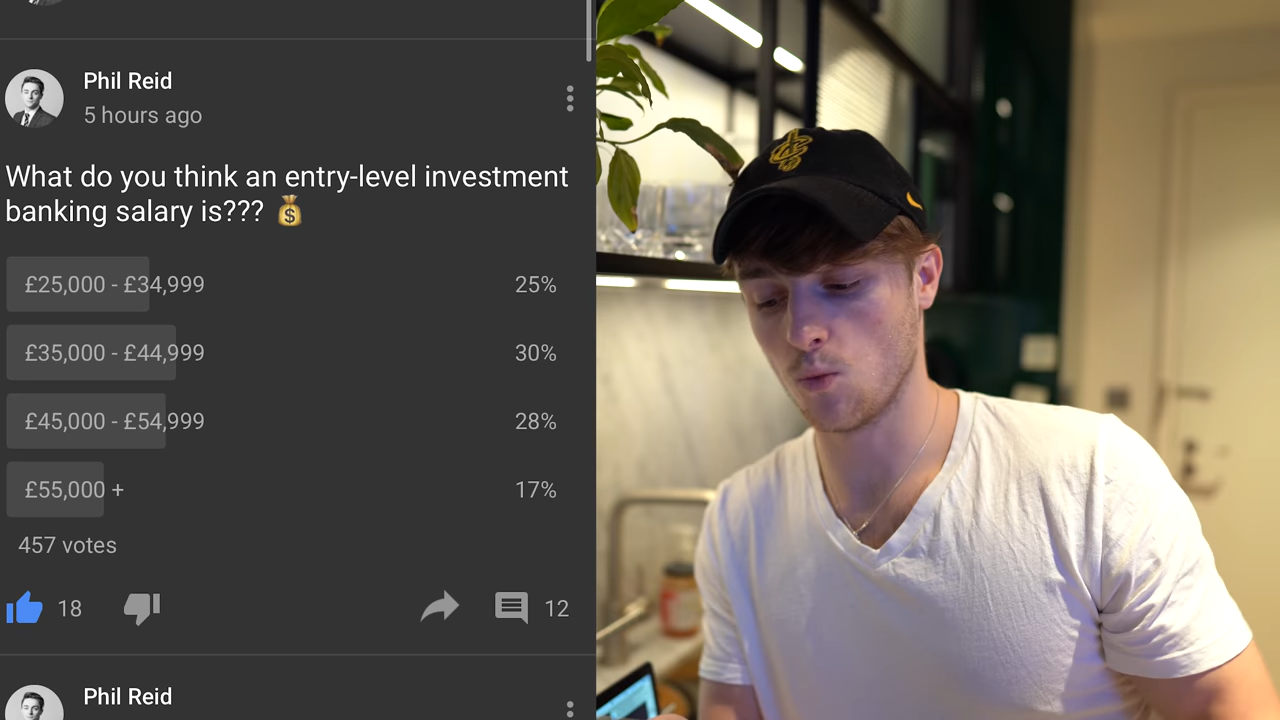 Phil Reid
5 hours ago
What do you think an entry-level investment
banking salary is??? 💰
£25,000 - £34,999 25%
£35,000 - £44,999 30%
£45,000 - £54,999 28%
£55,000 + 17%
457 votes
18 12
Phil Reid